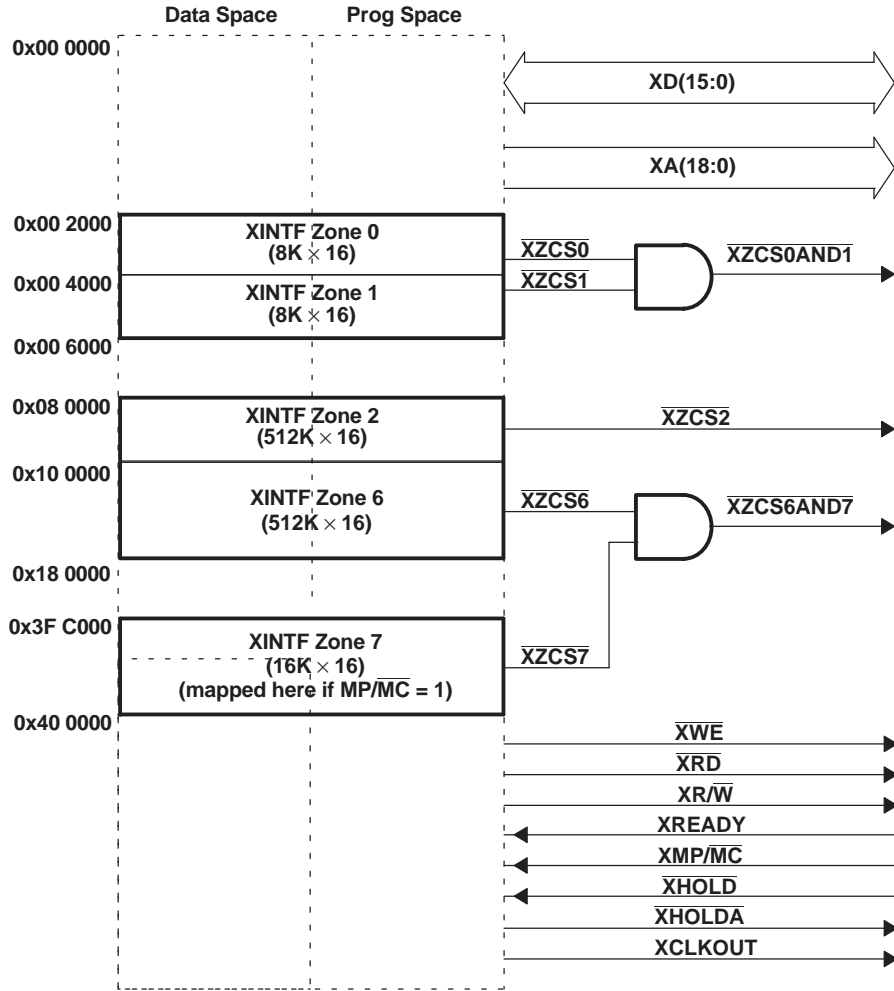 Data Space Prog Space
0x00 0000
XD(15:0)
XA(18:0)
0x00 2000
XINTF Zone 0
(8K × 16)
XZCS0
XZCS0AND1
0x00 4000
XZCS1
XINTF Zone 1
(8K × 16)
0x00 6000
0x08 0000
XINTF Zone 2
(512K × 16)
XZCS2
0x10 0000
XINTF Zone 6
(512K × 16)
XZCS6
XZCS6AND7
0x18 0000
0x3F C000
XINTF Zone 7
(16K × 16)
(mapped here if MP/MC = 1)
XZCS7
0x40 0000
XWE
XRD
XR/W
XREADY
XMP/MC
XHOLD
XHOLDA
XCLKOUT